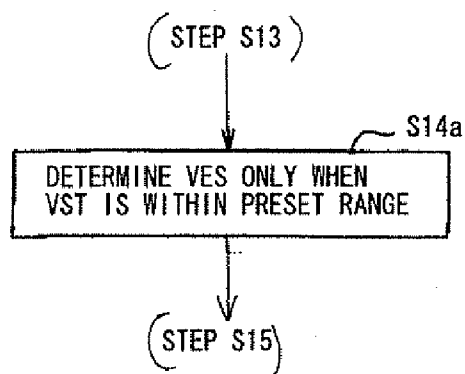 (STEP S13)
S14a
DETERMINE VES ONLY WHEN
VST IS WITHIN PRESET RANGE
(STEP S15)